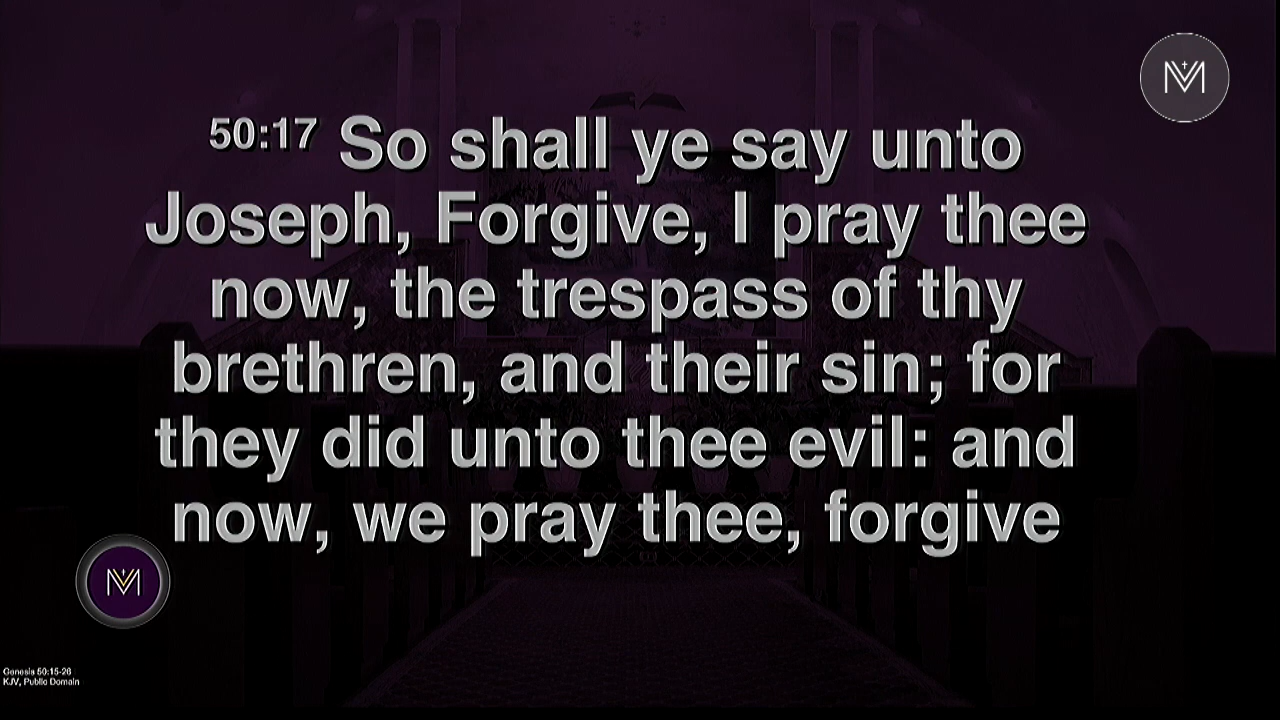 50:17 So shall ye say unto
Joseph, Forgive, I pray thee
now, the trespass of thy
brethren, and their sin; for
they did unto thee evil: and
now, we pray thee, forgive
Genesis 50:15-26
KJV, Public Domain